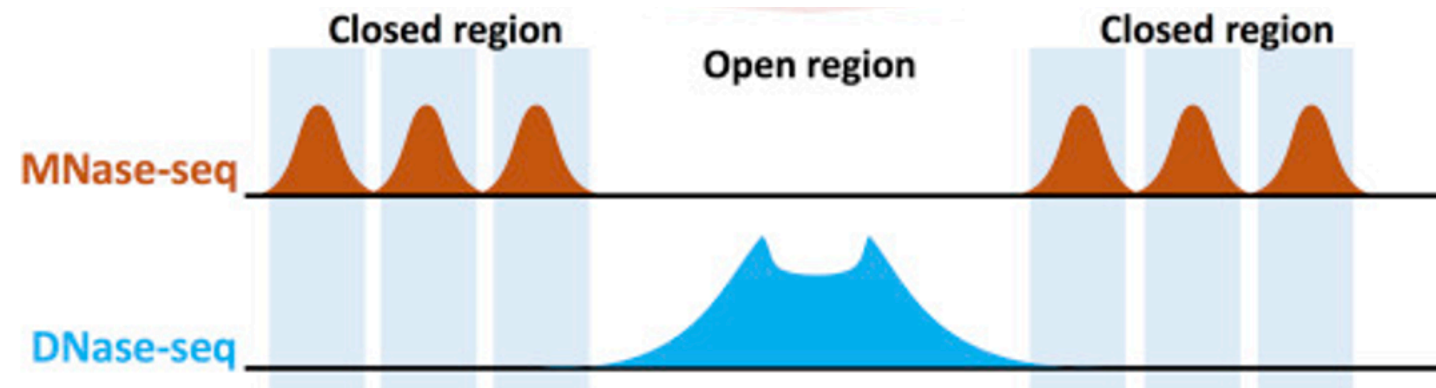 Closed region
Open region
Closed region
MNase-seq
DNase-seq